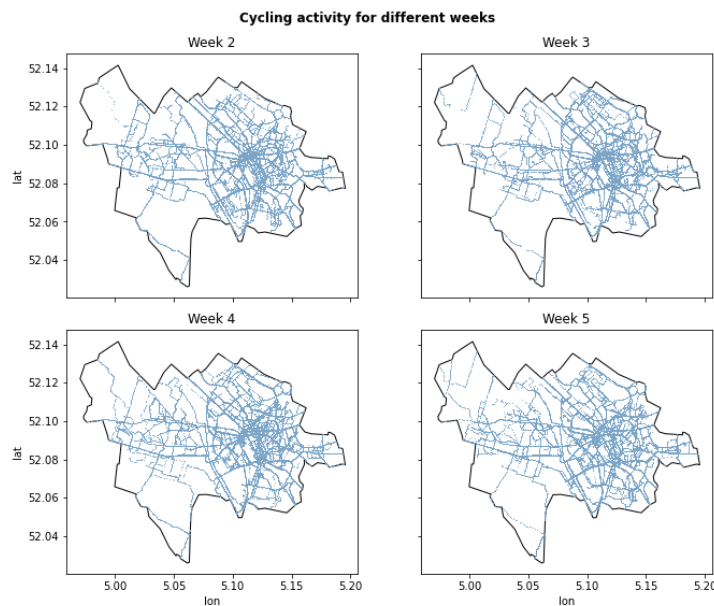 Cycling activity for different weeks
Week 2
Week 3
52.14
52.12
52.10
52.08
52.06
52.04
lat
Week 4
Week 5
52.14
52.12
52.10
52.08
52.06
52.04
lat
5.00 5.05 5.10 5.15 5.20
5.00 5.05 5.10 5.15 5.20
lon
lon